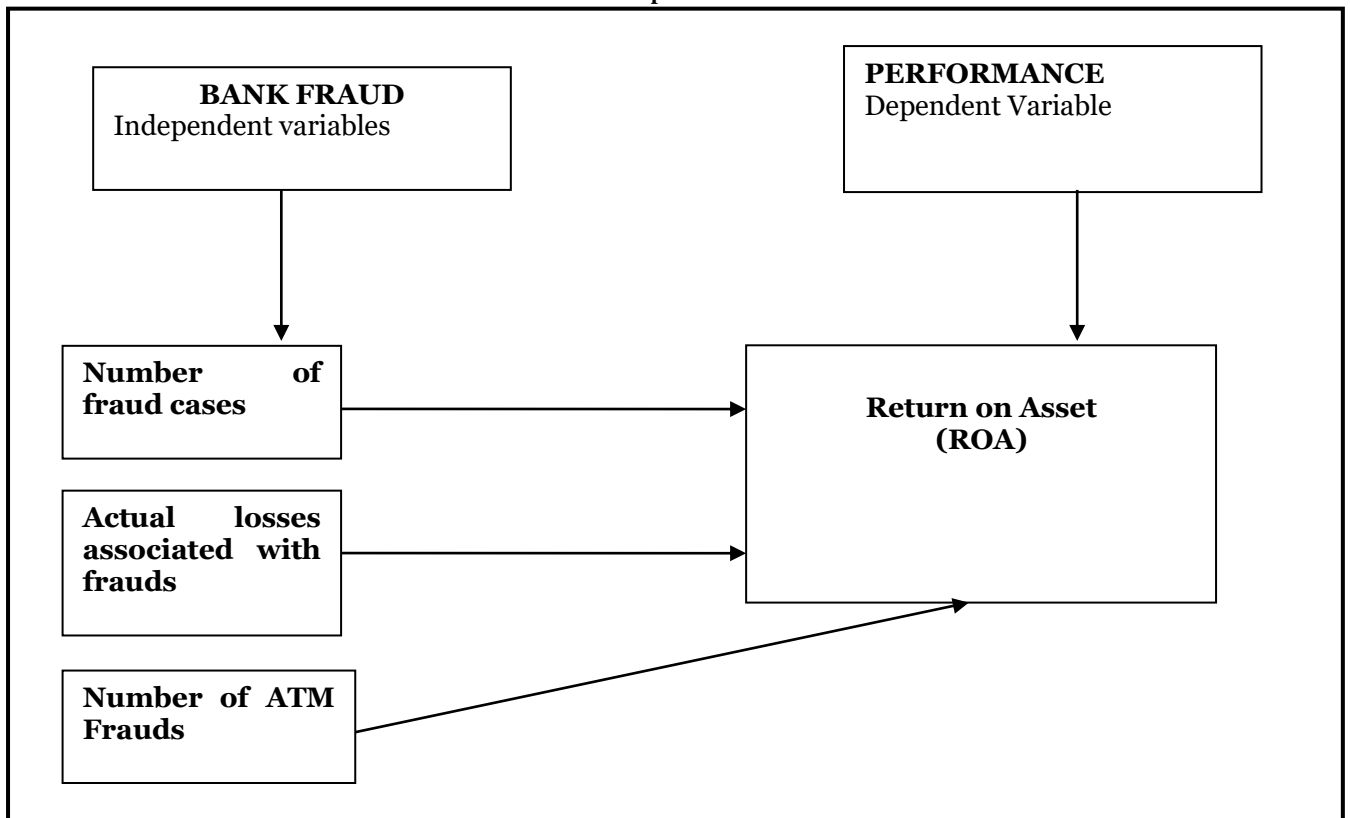 BANK FRAUD
Independent variables
PERFORMANCE
Dependent Variable
Number of
fraud cases
Return on Asset
(ROA)
Actual losses
associated with
frauds
Number of ATM
Frauds